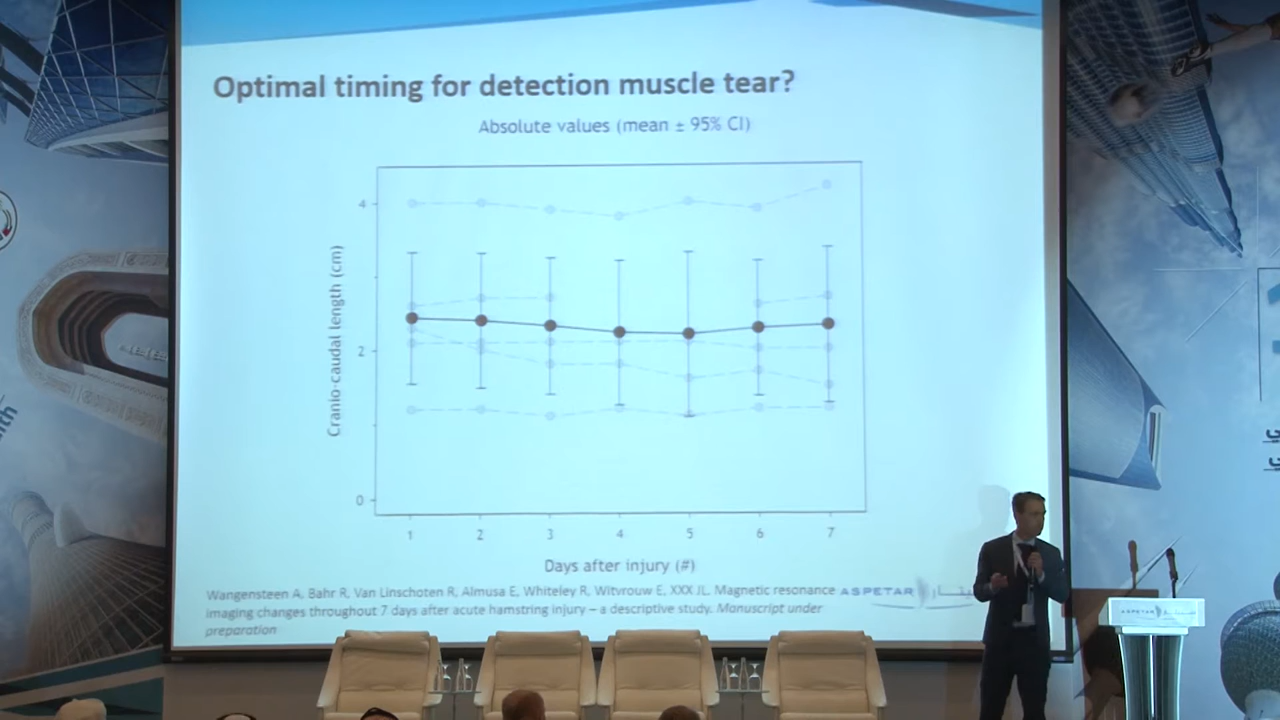 Optimal timing for detection muscle tear?
Absolute values (mean ± 95% CI)
Cranio-caudal length (cm)
4
2
0
1 2 3 4 5 6 7
Days after injury (#)
Wangensteen A, Bahr R, Van Linschoten R, Almusa E, Whiteley R, Witvrouw E, XXX JL. Magnetic resonance
imaging changes throughout 7 days after acute hamstring injury – a descriptive study. Manuscript under
preparation
ASPETAR سبيتار
ASPETAR